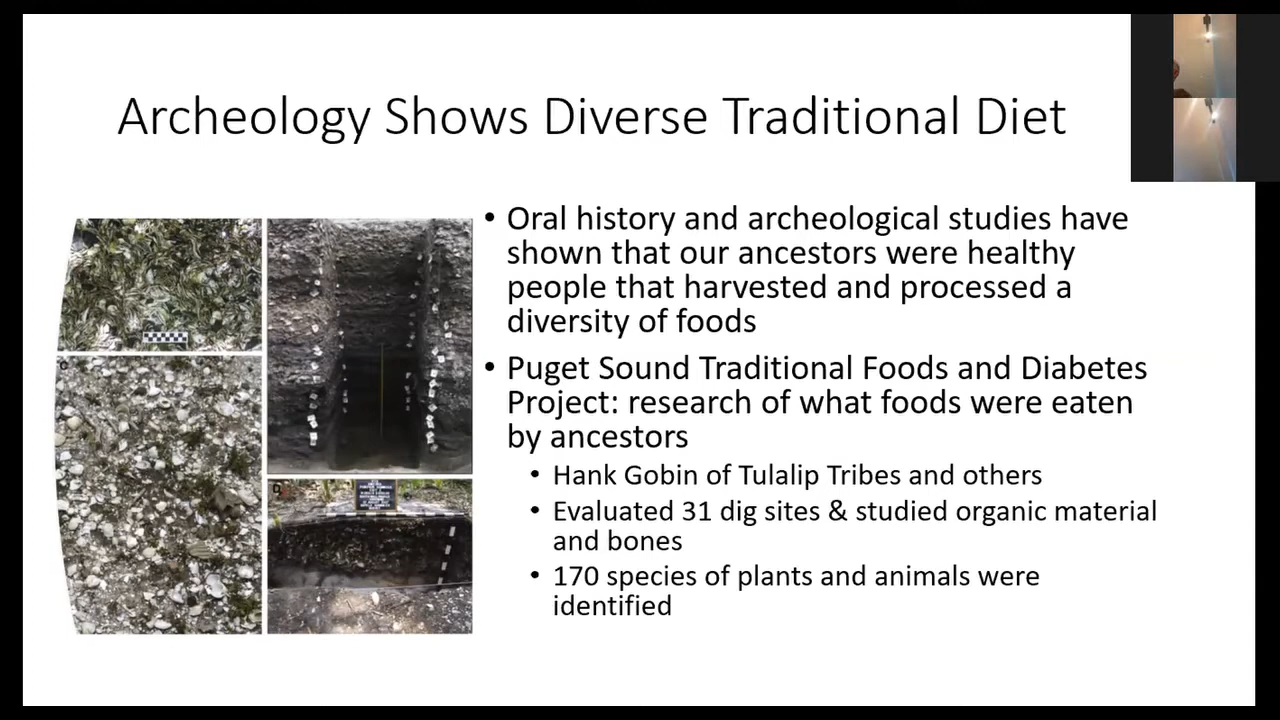 Archeology Shows Diverse Traditional Diet
• Oral history and archeological studies have
shown that our ancestors were healthy
people that harvested and processed a
diversity of foods
• Puget Sound Traditional Foods and Diabetes
Project: research of what foods were eaten
by ancestors
• Hank Gobin of Tulalip Tribes and others
• Evaluated 31 dig sites & studied organic material
and bones
• 170 species of plants and animals were
identified